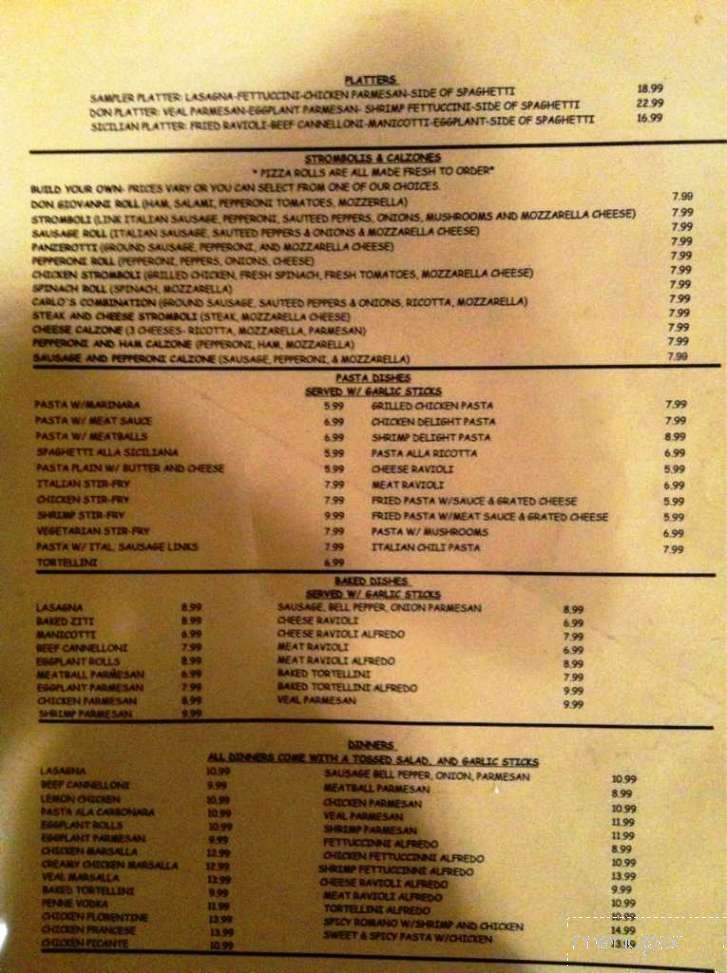 PLATTERS
SAMPLER PLATTER: LASAGNA-FETTUCCINI-CHICKEN PARMESAN-SIDE OF SPAGHETTI 18.99
DON PLATTER: VEAL PARMESAN-EGGPLANT PARMESAN- SHRIMP FETTUCCINI-SIDE OF SPAGHETTI 22.99
SICILIAN PLATTER: FRIED RAVIOLI-BEEF CANNELLONI-MANICOTTI-EGGPLANT-SIDE OF SPAGHETTI 16.99
STROMBOLIS & CALZONES
* PIZZA ROLLS ARE ALL MADE FRESH TO ORDER*
BUILD YOUR OWN- PRICES VARY OR YOU CAN SELECT FROM ONE OF OUR CHOICES.
DON GIOVANNI ROLL (HAM, SALAMI, PEPPERONI TOMATOES, MOZZERELLA) 7.99
STROMBOLI (LINK ITALIAN SAUSAGE, PEPPERONI, SAUTEED PEPPERS, ONIONS, MUSHROOMS AND MOZZARELLA CHEESE) 7.99
SAUSAGE ROLL (ITALIAN SAUSAGE, SAUTEED PEPPERS & ONIONS & MOZZARELLA CHEESE) 7.99
PANZEROTTI (GROUND SAUSAGE, PEPPERONI, AND MOZZARELLA CHEESE) 7.99
PEPPERONI ROLL (PEPPERONI, PEPPERS, ONIONS, CHEESE) 7.99
CHICKEN STROMBOLI (GRILLED CHICKEN, FRESH SPINACH, FRESH TOMATOES, MOZZARELLA CHEESE) 7.99
SPINACH ROLL (SPINACH, MOZZARELLA) 7.99
CARLO'S COMBINATION (GROUND SAUSAGE, SAUTEED PEPPERS & ONIONS, RICOTTA, MOZZARELLA) 7.99
STEAK AND CHEESE STROMBOLI (STEAK, MOZZARELLA CHEESE) 7.99
CHEESE CALZONE (3 CHEESES- RICOTTA, MOZZARELLA, PARMESAN) 7.99
PEPPERONI AND HAM CALZONE (PEPPERONI, HAM, MOZZARELLA) 7.99
SAUSAGE AND PEPPERONI CALZONE (SAUSAGE, PEPPERONI, & MOZZARELLA) 7.99
PASTA DISHES
SERVED W/ GARLIC STICKS
PASTA W/MARINARA 5.99 GRILLED CHICKEN PASTA 7.99
PASTA W/ MEAT SAUCE 6.99 CHICKEN DELIGHT PASTA 7.99
PASTA W/ MEATBALLS 6.99 SHRIMP DELIGHT PASTA 8.99
SPAGHETTI ALLA SICILIANA 5.99 PASTA ALLA RICOTTA 6.99
PASTA PLAIN W/ BUTTER AND CHEESE 5.99 CHEESE RAVIOLI 5.99
ITALIAN STIR-FRY 7.99 MEAT RAVIOLI 6.99
CHICKEN STIR-FRY 7.99 FRIED PASTA W/SAUCE & GRATED CHEESE 5.99
SHRIMP STIR-FRY 9.99 FRIED PASTA W/MEAT SAUCE & GRATED CHEESE 5.99
VEGETARIAN STIR-FRY 7.99 PASTA W/ MUSHROOMS 6.99
PASTA W/ ITAL. SAUSAGE LINKS 7.99 ITALIAN CHILI PASTA 7.99
TORTELLINI 6.99
BAKED DISHES
SERVED W/ GARLIC STICKS
LASAGNA 8.99 SAUSAGE, BELL PEPPER, ONION PARMESAN 8.99
BAKED ZITI 8.99 CHEESE RAVIOLI 6.99
MANICOTTI 6.99 CHEESE RAVIOLI ALFREDO 7.99
BEEF CANNELLONI 7.99 MEAT RAVIOLI 6.99
EGGPLANT ROLLS 8.99 MEAT RAVIOLI ALFREDO 8.99
MEATBALL PARMESAN 6.99 BAKED TORTELLINI 7.99
EGGPLANT PARMESAN 7.99 BAKED TORTELLINI ALFREDO 9.99
CHICKEN PARMESAN 8.99 VEAL PARMESAN 9.99
SHRIMP PARMESAN 9.99
DINNERS
ALL DINNERS COME WITH A TOSSED SALAD, AND GARLIC STICKS
LASAGNA 10.99 SAUSAGE BELL PEPPER, ONION, PARMESAN 10.99
BEEF CANNELLONI 9.99 MEATBALL PARMESAN 8.99
LEMON CHICKEN 10.99 CHICKEN PARMESAN 10.99
PASTA ALA CARBONARA 10.99 VEAL PARMESAN 11.99
EGGPLANT ROLLS 10.99 SHRIMP PARMESAN 11.99
EGGPLANT PARMESAN 9.99 FETTUCCINNI ALFREDO 8.99
CHICKEN MARSALLA 12.99 CHICKEN FETTUCCINNI ALFREDO 10.99
CREAMY CHICKEN MARSALLA 12.99 SHRIMP FETTUCCINNI ALFREDO 13.99
VEAL MARSALLA 13.99 CHEESE RAVIOLI ALFREDO 9.99
BAKED TORTELLINI 9.99 MEAT RAVIOLI ALFREDO 10.99
PENNE VODKA 11.99 TORTELLINI ALFREDO
CHICKEN FLORENTINE 13.99 SPICY ROMANO W/SHRIMP AND CHICKEN 14.99
CHICKEN FRANCESE 13.99 SWEET & SPICY PASTA W/CHICKEN 13.99
CHICKEN PICANTE 10.99